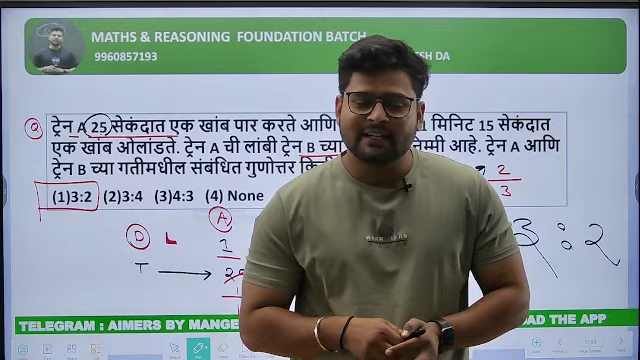 MATHS & REASONING FOUNDATION BATCH
9960857193 SH DA
Q ट्रेन A 25 सेकंदात एक खांब पार करते आणि 1 मिनिट 15 सेकंदात
एक खांब ओलांडते. ट्रेन A ची लांबी ट्रेन B च्या निम्मी आहे. ट्रेन A आणि
ट्रेन B च्या गतीमधील संबंधित गुणोत्तर
(1)3:2 (2)3:4 (3)4:3 (4) None
2
3
A
D L 1
T
3 : 2
TELEGRAM : AIMERS BY MANGE AD THE APP